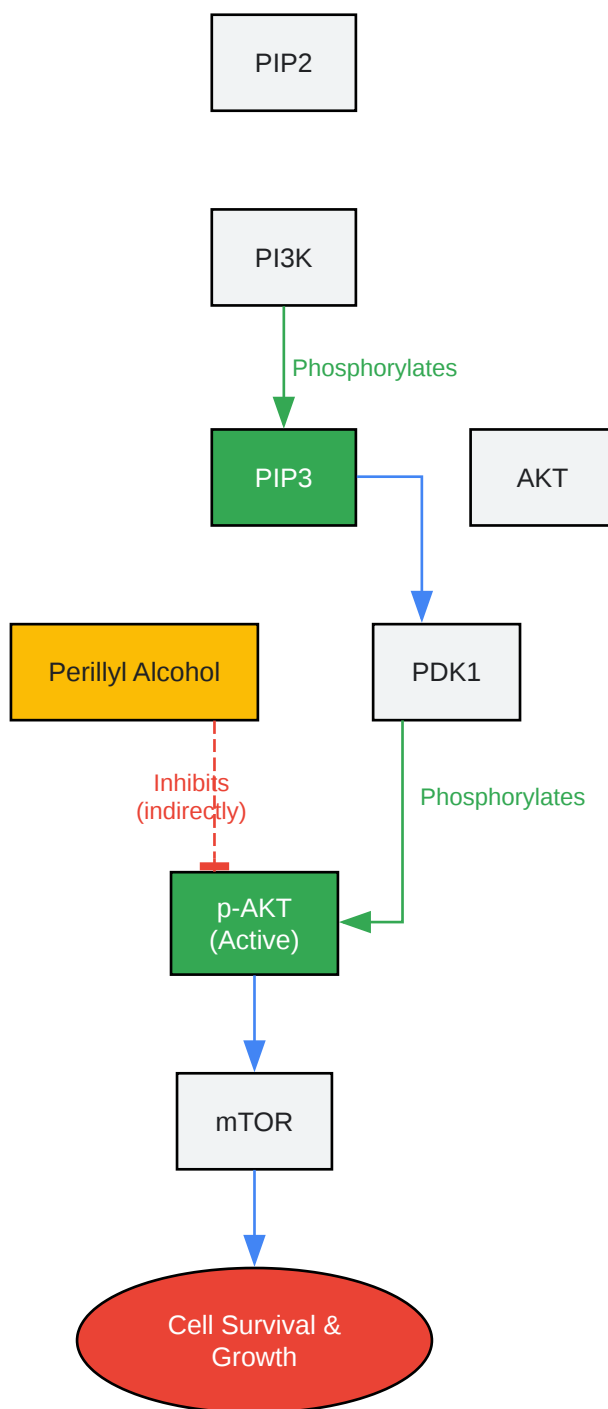 PIP2
PI3K
Phosphorylates
PIP3
AKT
Perillyl Alcohol
PDK1
Inhibits
(indirectly)
Phosphorylates
p-AKT
(Active)
mTOR
Cell Survival &
Growth